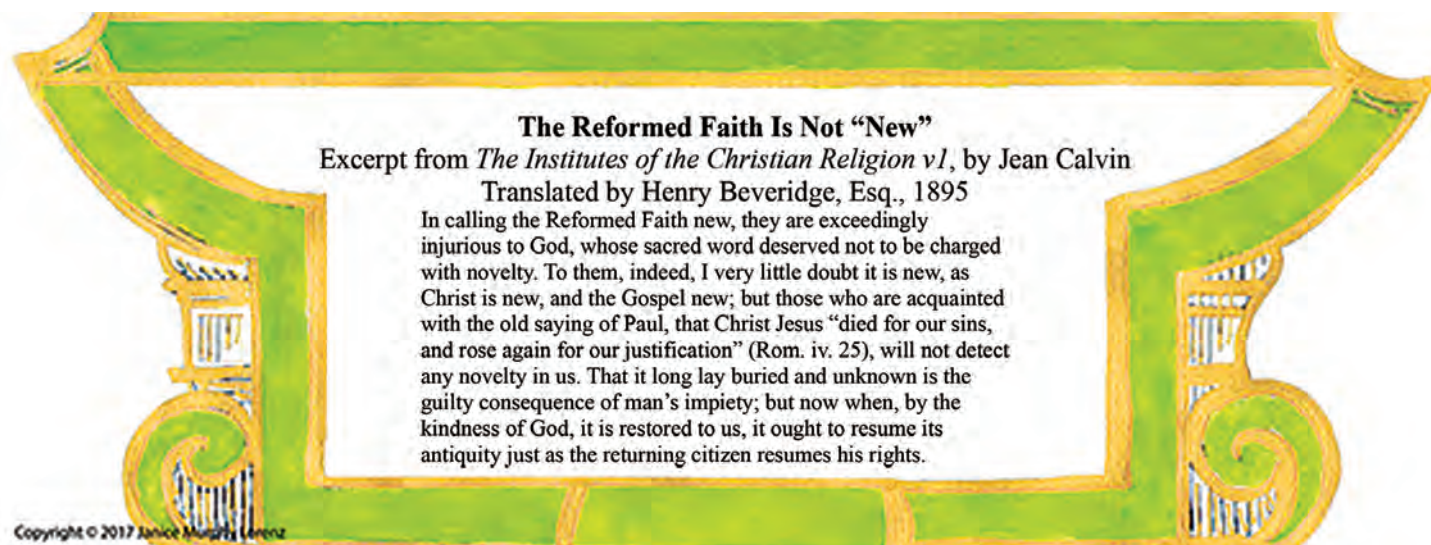 The Reformed Faith Is Not “New”
Excerpt from The Institutes of the Christian Religion v1, by Jean Calvin
Translated by Henry Beveridge, Esq., 1895
In calling the Reformed Faith new, they are exceedingly
injurious to God, whose sacred word deserved not to be charged
with novelty. To them, indeed, I very little doubt it is new, as
Christ is new, and the Gospel new; but those who are acquainted
with the old saying of Paul, that Christ Jesus “died for our sins,
and rose again for our justification” (Rom. iv. 25), will not detect
any novelty in us. That it long lay buried and unknown is the
guilty consequence of man’s impiety; but now when, by the
kindness of God, it is restored to us, it ought to resume its
antiquity just as the returning citizen resumes his rights.
Copyright © 2017 Janice Murphy Lorenz